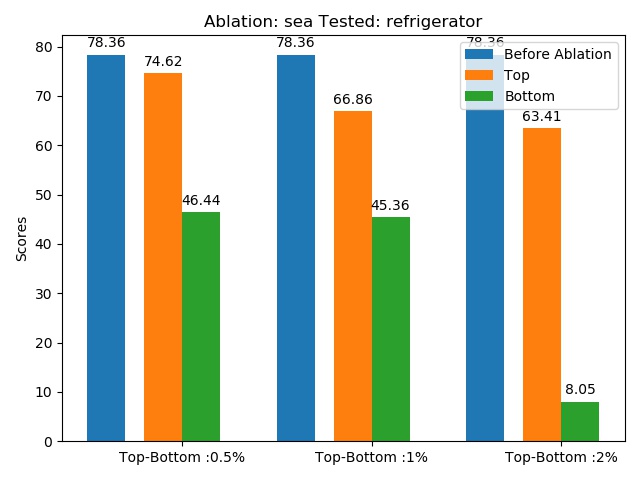 Ablation: sea Tested: refrigerator
Scores
80
70
60
50
40
30
20
10
0
78.36
74.62
46.44
78.36
66.86
45.36
78.36
63.41
8.05
Before Ablation
Top
Bottom
Top-Bottom :0.5%
Top-Bottom :1%
Top-Bottom :2%